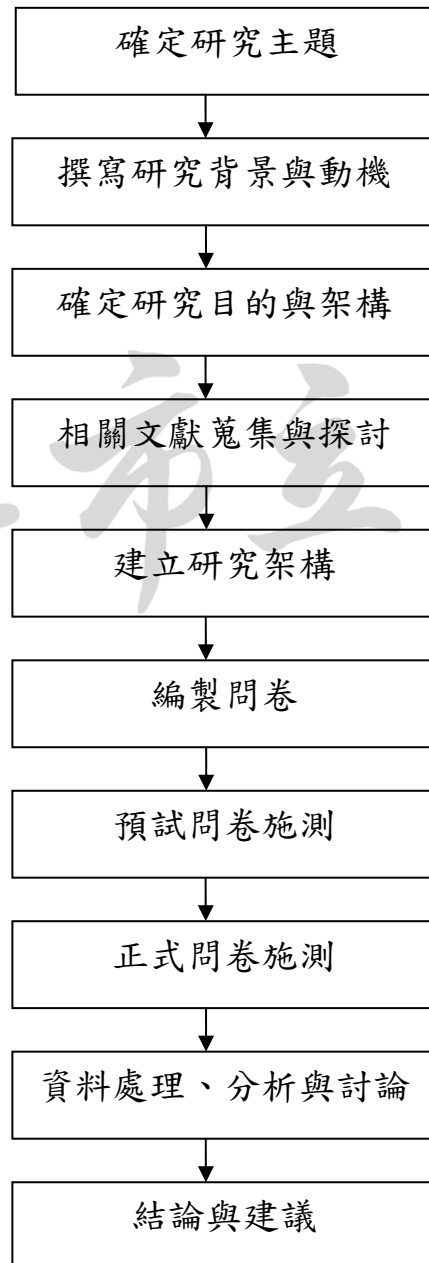 確定研究主題
撰寫研究背景與動機
確定研究目的與架構
相關文獻蒐集與探討
市立
建立研究架構
編製問卷
預試問卷施測
正式問卷施測
資料處理、分析與討論
結論與建議